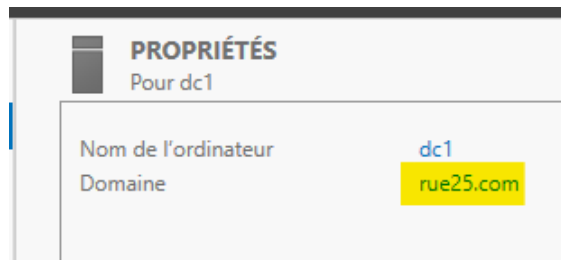 PROPRIÉTÉS
Pour dc1
Nom de l'ordinateur dc1
Domaine rue25.com